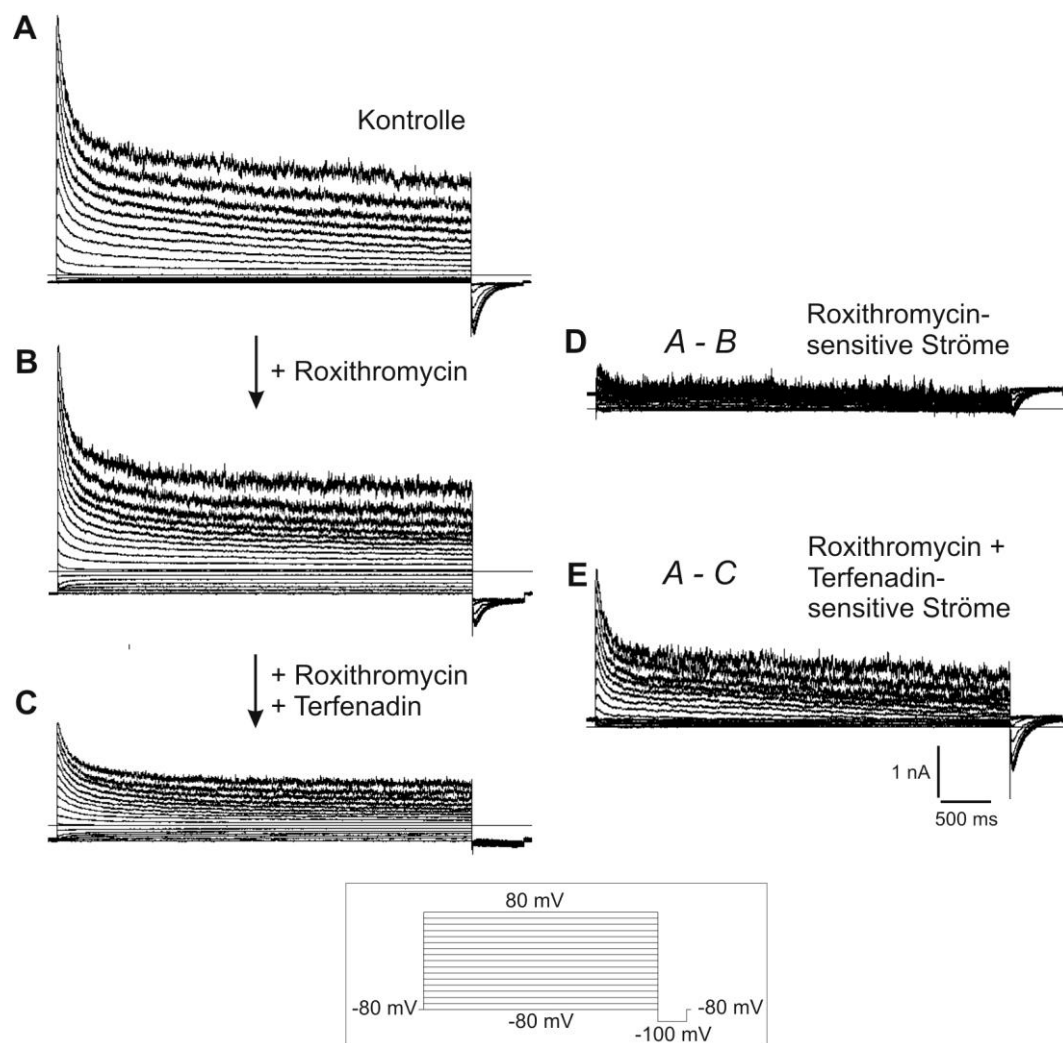 A
Kontrolle
B
+ Roxithromycin
C
+ Roxithromycin
+ Terfenadin
D
A - B
Roxithromycin-
sensitive Ströme
E
A - C
Roxithromycin +
Terfenadin-
sensitive Ströme
1 nA
500 ms
80 mV
-80 mV
-80 mV
-80 mV
-100 mV